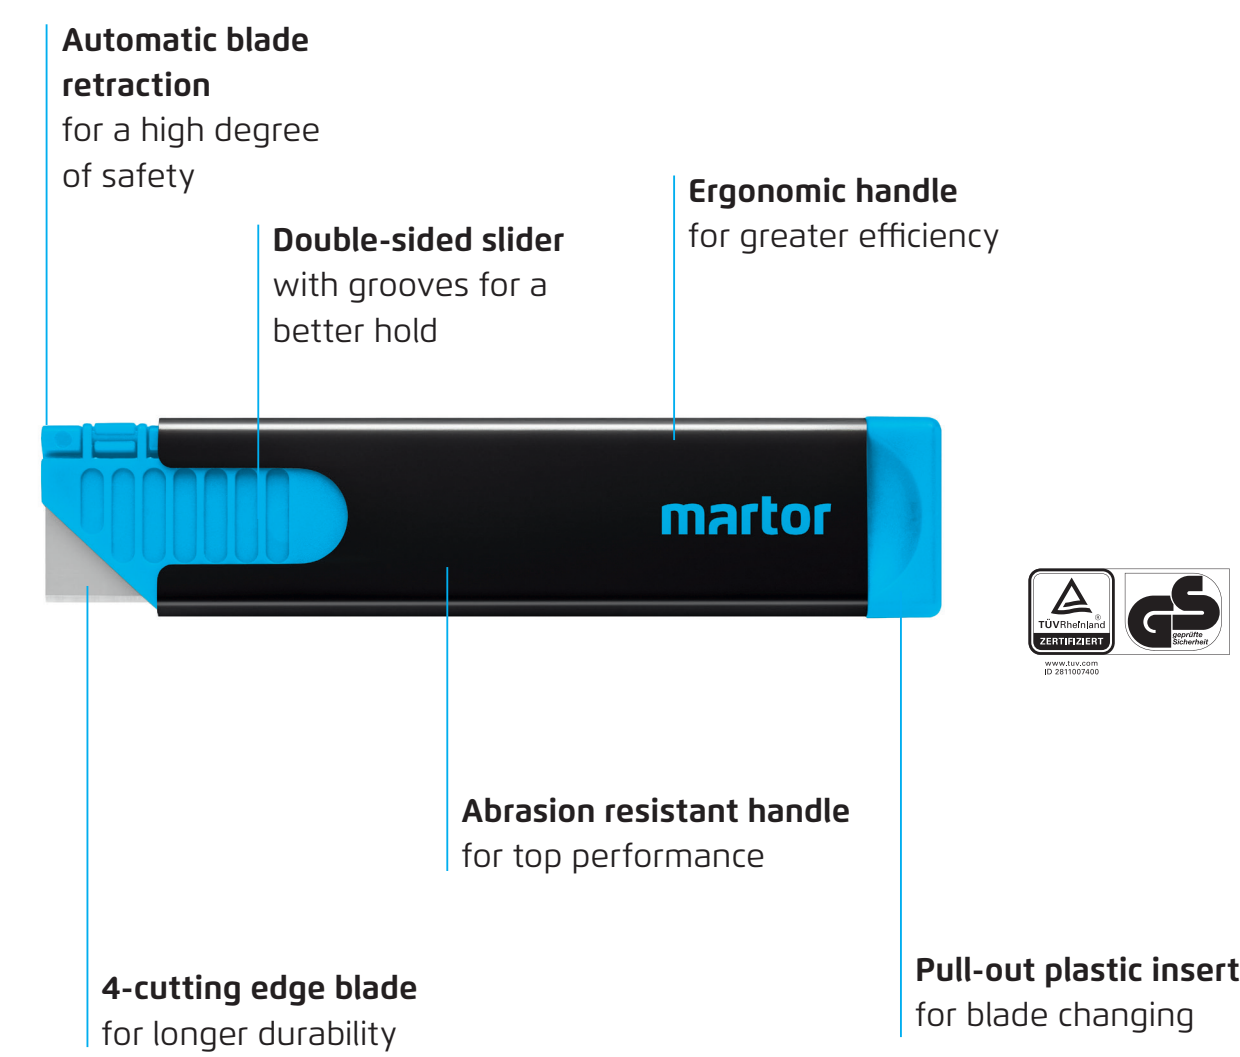 Automatic blade
retraction
for a high degree
of safety
Ergonomic handle
for greater efficiency
Double-sided slider
with grooves for a
better hold
martor
TÜVRheinland
®
ZERTIFIZIERT
GS
geprüfte
Sicherheit
www.tuv.com
ID 2811007400
Abrasion resistant handle
for top performance
Pull-out plastic insert
for blade changing
4-cutting edge blade
for longer durability